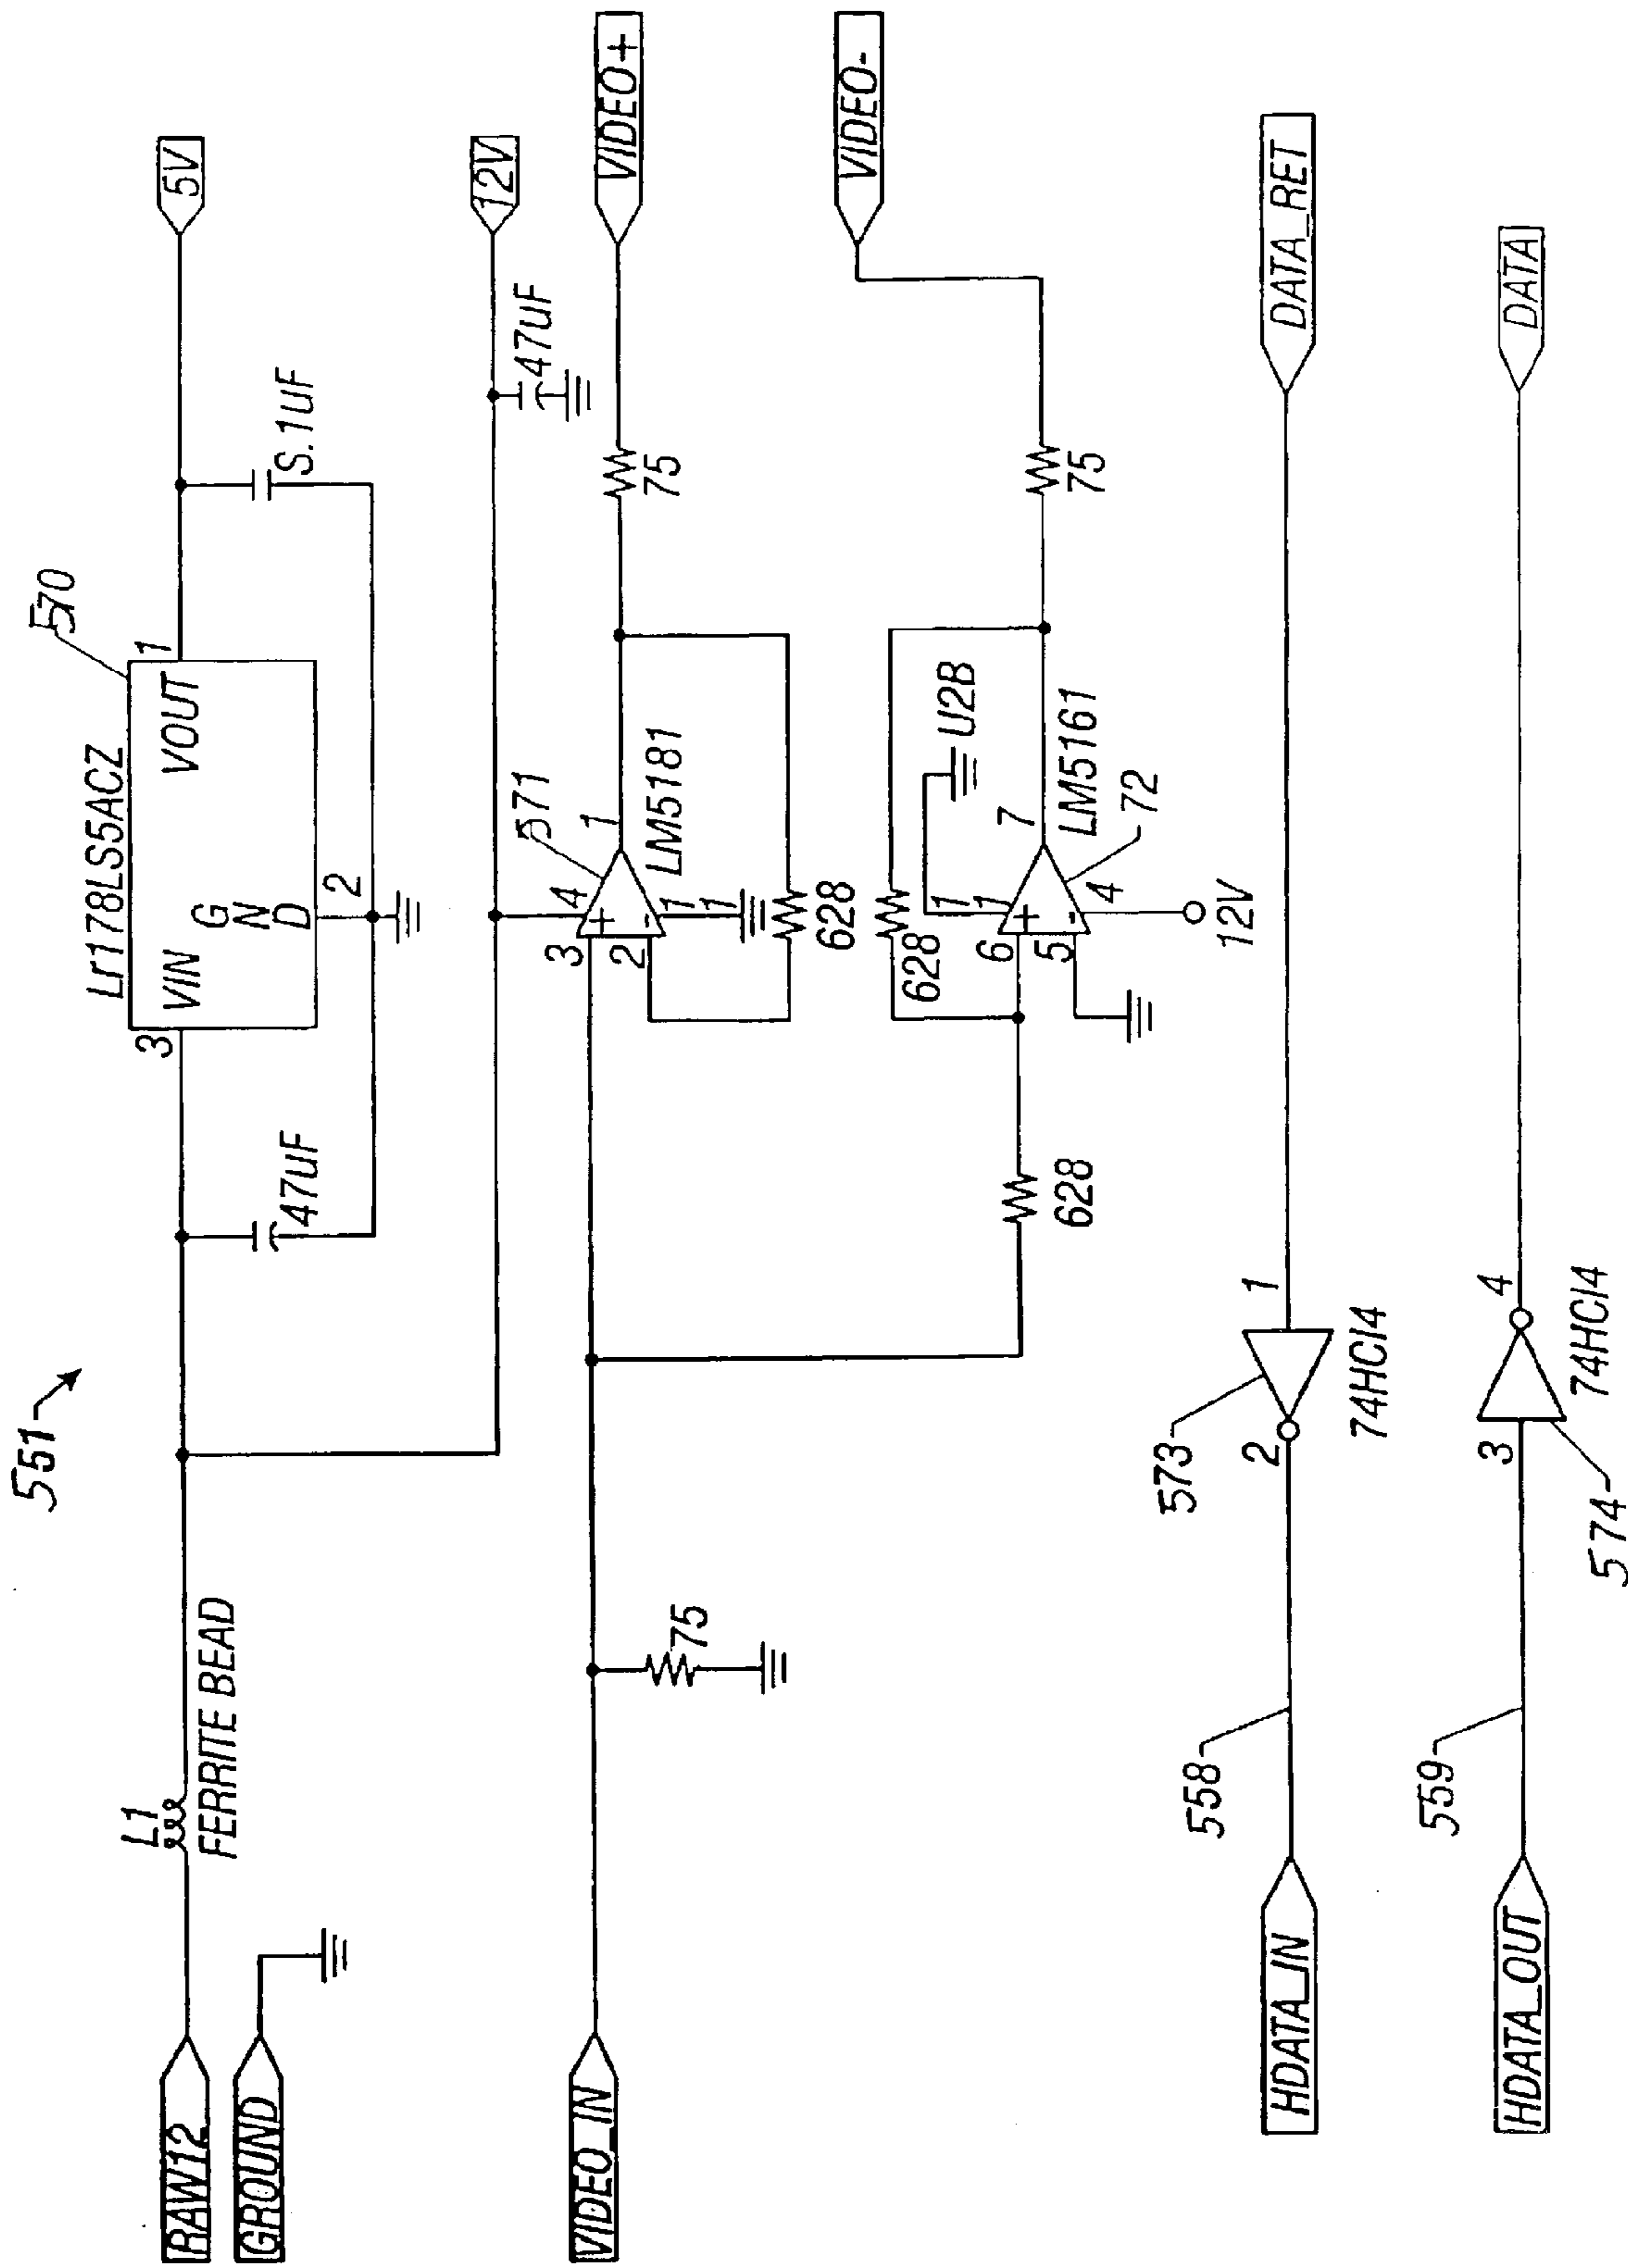 551
RAW12
L1
FERRITE BEAD
GROUND
47uF
Lr178LS5ACZ
570
3
VIN
VOUT
1
GND
2
S.1uF
5V
12V
47uF
VIDEO_IN
75
3
4
2
1
1
571
1
LM5181
628
75
VIDEO+
628
628
6
5
1
1
U2B
7
LM5161
72
4
12V
75
VIDEO-
HDATA_IN
558
573
2
1
74HCI4
DATA_RET
HDATA_OUT
559
3
4
74HCI4
574
DATA